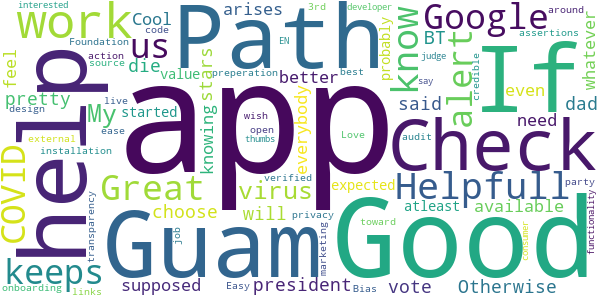 interested
Cool
arises
3rd
developer
around
Foundation
work
EN
code
action
source
us
Path
stars
probably
know
Google
BT
assertions
If
whatever
feel
die
value
better
best
alert
judge
say
credible
pretty
My
design
live
started
ease
knowing
wish
open
thumbs
everybody
said
even
dad
help
app
Check
need
external
installation
Love
audit
COVID
Great
virus
verified
expected
Helpfull
party
transparency
choose
will
privacy
atleast
available
functionality
Guam
Good
toward
job
marketing
consumer
keeps
supposed
president
vote
Otherwise
onboarding
links
Easy
Bias
preperation